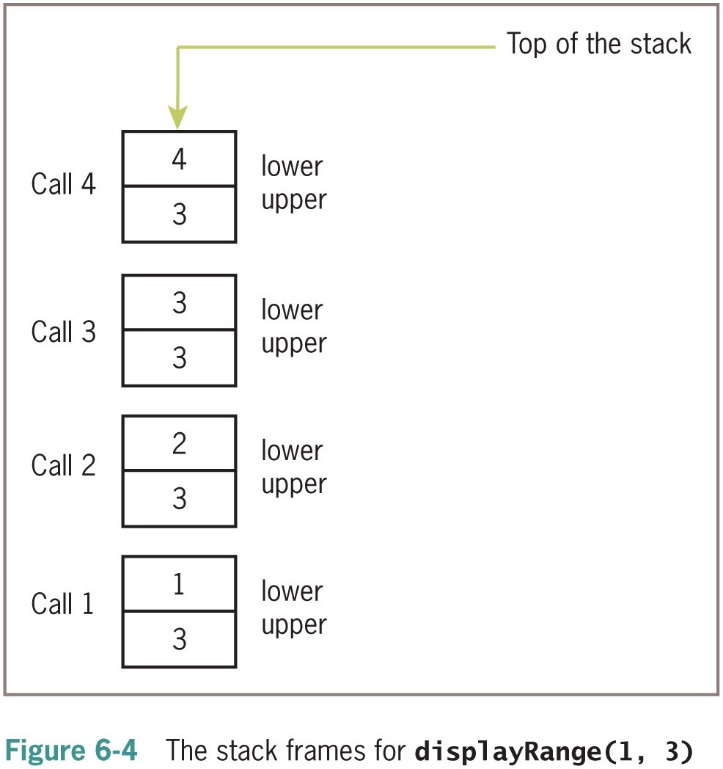 Top of the stack
Call 4
4
3
lower
upper
Call 3
3
3
lower
upper
Call 2
2
3
lower
upper
Call 1
1
3
lower
upper
Figure 6-4 The stack frames for displayRange(1, 3)